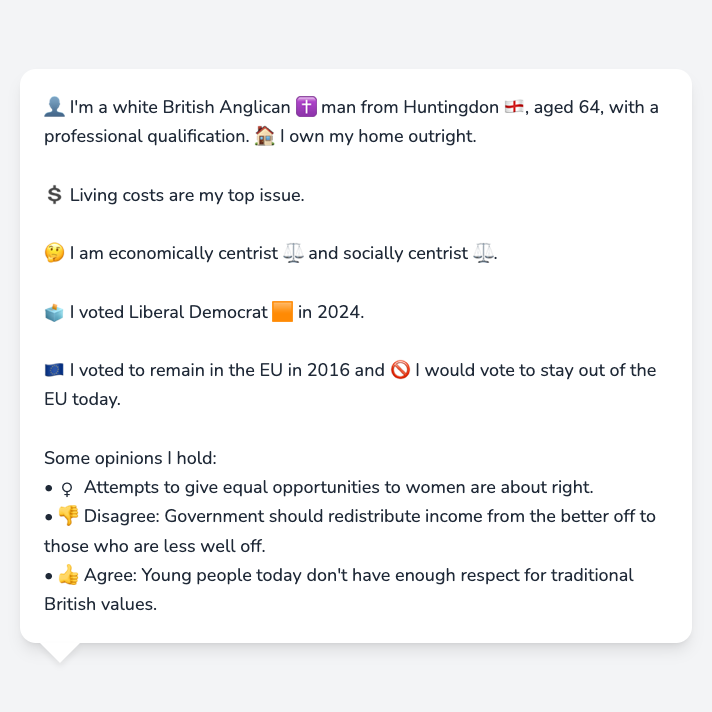 👤 I'm a white British Anglican ✝️ man from Huntingdon 🏴󠁧󠁢󠁥󠁮󠁧󠁿, aged 64, with a
professional qualification. 🏠 I own my home outright.
💲 Living costs are my top issue.
🤔 I am economically centrist ⚖️ and socially centrist ⚖️.
🗳️ I voted Liberal Democrat 🟧 in 2024.
🇪🇺 I voted to remain in the EU in 2016 and 🚫 I would vote to stay out of the
EU today.
Some opinions I hold:
• ♀️ Attempts to give equal opportunities to women are about right.
• 👎 Disagree: Government should redistribute income from the better off to
those who are less well off.
• 👍 Agree: Young people today don't have enough respect for traditional
British values.